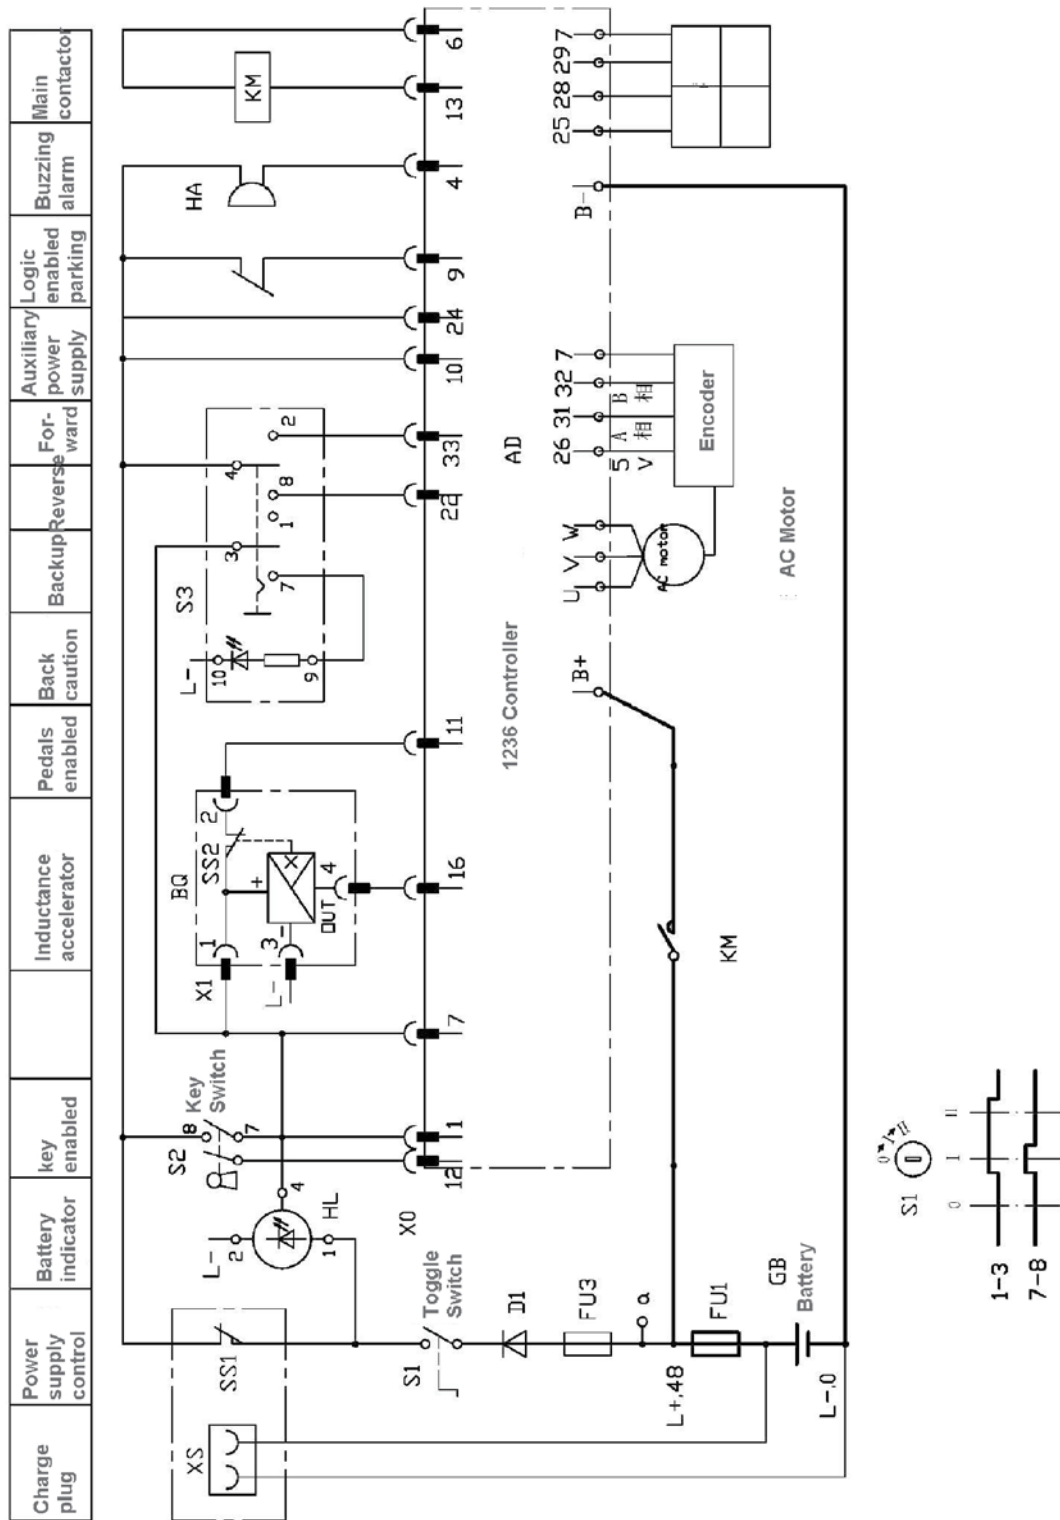 Charge
plug
Power
supply
control
Battery
indicator
key
enabled
Inductance
accelerator
Pedals
enabled
Back
caution
Backup
Reverse
For-
ward
Auxiliary
power
supply
Logic
enabled
parking
Buzzing
alarm
Main
contactor
XS
SS1
L-
2
4
1
HL
S2
8
7
Key
Switch
X1
1
BQ
SS2
2
+
X
3
-
L-
OUT
4
S3
L-
10
9
7
3
1
8
4
2
HA
KM
S1
Toggle
Switch
X0
12
1
7
16
11
22
33
10
24
9
4
13
6
D1
FU3
a
L+.48
FU1
GB
Battery
L-.0
1236 Controller
AD
B+
U
V
W
26
31
32
7
5
V
A
相
B
相
B-
25
28
29
7
KM
AC motor
Encoder
AC Motor
S1
0
I
II
0
1
II
1-3
7-8